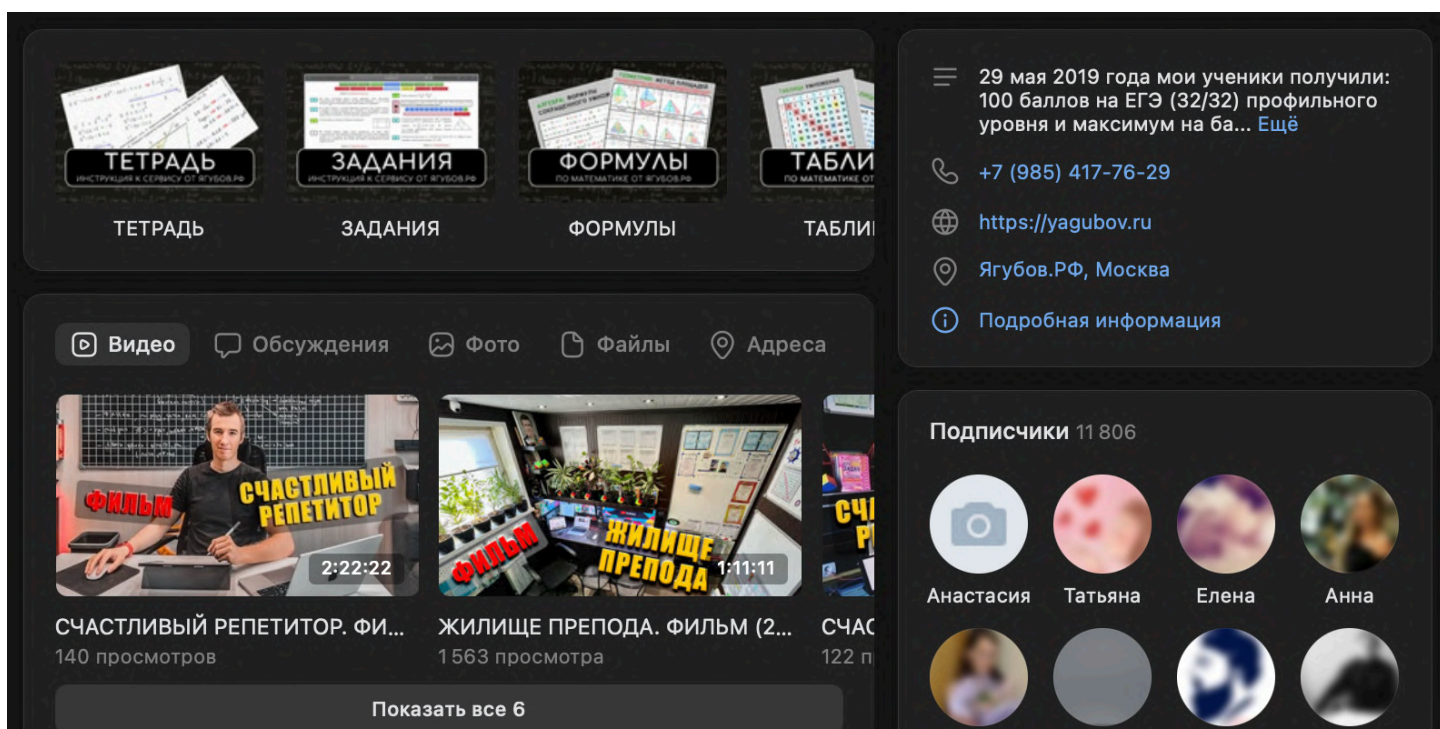 ТЕТРАДЬ
ИНСТРУКЦИЯ К СЕРВИСУ ОТ ЯГУБОВ.РФ
ТЕТРАДЬ
ЗАДАНИЯ
ИНСТРУКЦИЯ К СЕРВИСУ ОТ ЯГУБОВ.РФ
ЗАДАНИЯ
ФОРМУЛЫ
ПО МАТЕМАТИКЕ ОТ ЯГУБОВ.РФ
ФОРМУЛЫ
ТАБЛИ
ПО МАТЕМАТИКЕ ОТ
ТАБЛИ
Видео
Обсуждения
Фото
Файлы
Адреса
ФИЛЬМ
СЧАСТЛИВЫЙ
РЕПЕТИТОР
2:22:22
СЧАСТЛИВЫЙ РЕПЕТИТОР. ФИ...
140 просмотров
ФИЛЬМ
ЖИЛИЩЕ
ПРЕПОДА
1:11:11
ЖИЛИЩЕ ПРЕПОДА. ФИЛЬМ (2...
1 563 просмотра
СЧАС
122 п
Показать все 6
29 мая 2019 года мои ученики получили:
100 баллов на ЕГЭ (32/32) профильного
уровня и максимум на ба... Ещё
+7 (985) 417-76-29
https://yagubov.ru
Ягубов.РФ, Москва
Подробная информация
Подписчики 11 806
Анастасия
Татьяна
Елена
Анна